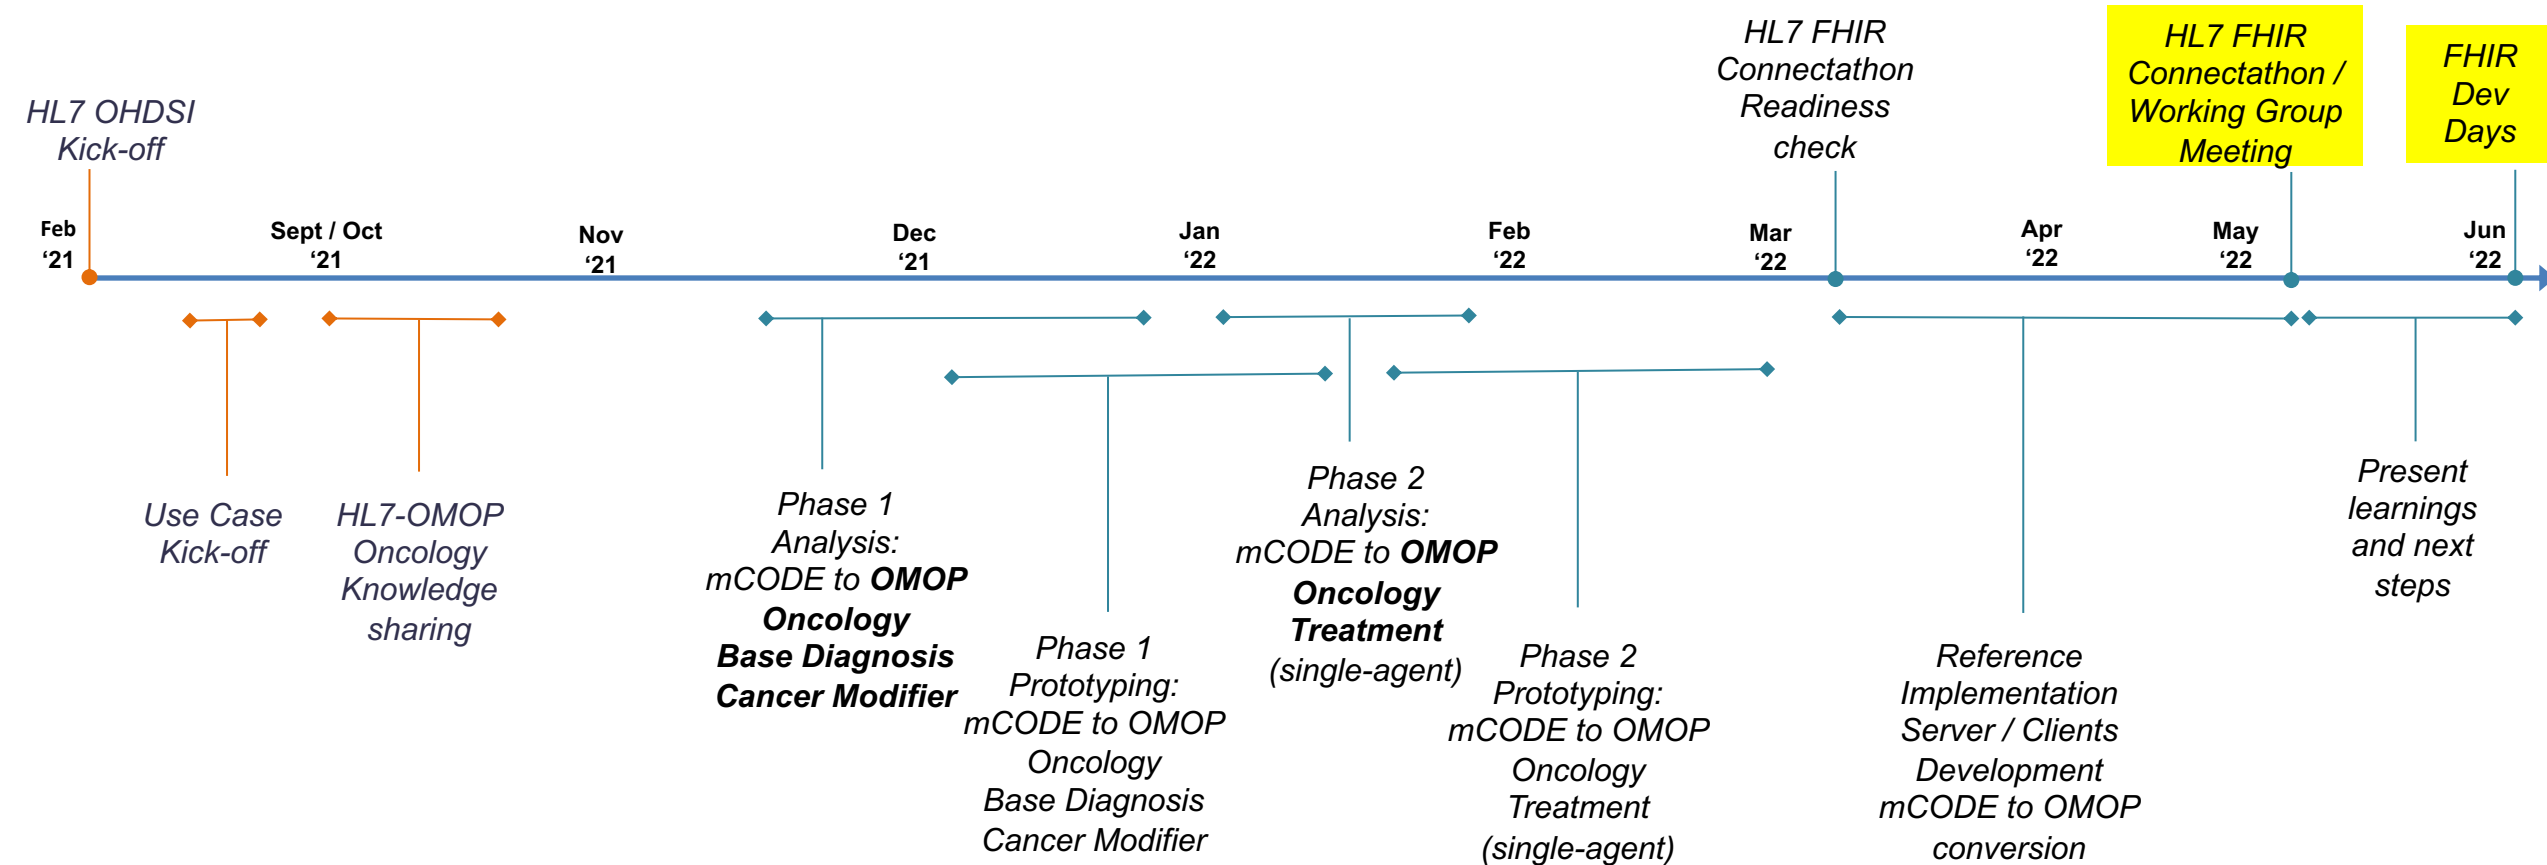 HL7 OHDSI
Kick-off
HL7 FHIR
Connectathon
Readiness
check
HL7 FHIR
Connectathon /
Working Group
Meeting
FHIR
Dev
Days
Feb
‘21
Sept / Oct
‘21
Nov
‘21
Dec
‘21
Jan
‘22
Feb
‘22
Mar
‘22
Apr
‘22
May
‘22
Jun
‘22
Use Case
Kick-off
HL7-OMOP
Oncology
Knowledge
sharing
Phase 1
Analysis:
mCODE to OMOP
Oncology
Base Diagnosis
Cancer Modifier
Phase 1
Prototyping:
mCODE to OMOP
Oncology
Base Diagnosis
Cancer Modifier
Phase 2
Analysis:
mCODE to OMOP
Oncology
Treatment
(single-agent)
Phase 2
Prototyping:
mCODE to OMOP
Oncology
Treatment
(single-agent)
Reference
Implementation
Server / Clients
Development
mCODE to OMOP
conversion
Present
learnings
and next
steps